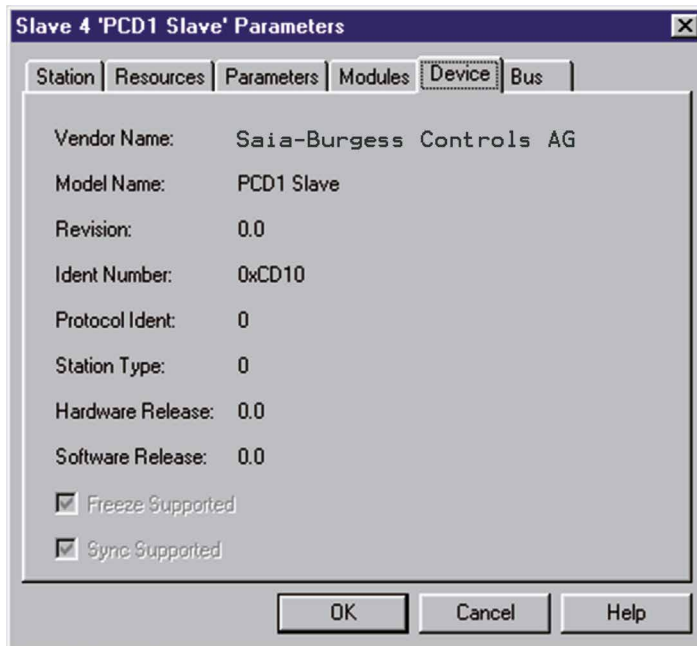 Slave 4 'PCD1 Slave' Parameters
Station Resources Parameters Modules Device Bus
Vendor Name: Saia-Burgess Controls AG
Model Name: PCD1 Slave
Revision: 0.0
Ident Number: 0xCD10
Protocol Ident: 0
Station Type: 0
Hardware Release: 0.0
Software Release: 0.0
Freeze Supported
Sync Supported
OK Cancel Help